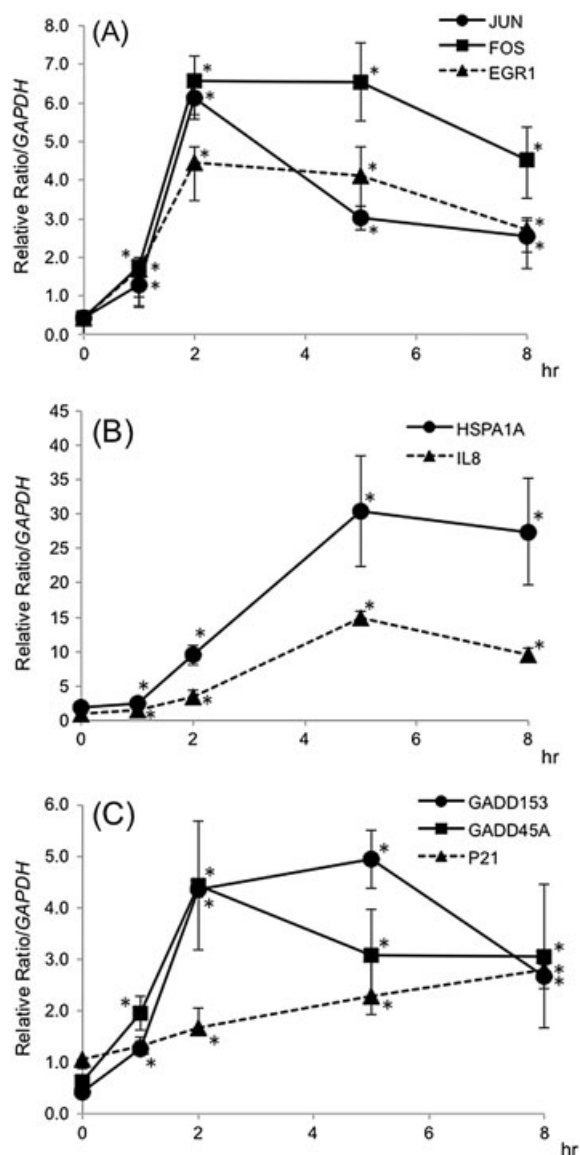 (A)
JUN
FOS
EGR1
Relative Ratio/GAPDH
8.0
7.0
6.0
5.0
4.0
3.0
2.0
1.0
0.0
0 2 4 6 8
hr
(B)
HSPA1A
IL8
Relative Ratio/GAPDH
45
40
35
30
25
20
15
10
5
0
0 2 4 6 8
hr
(C)
GADD153
GADD45A
P21
Relative Ratio/GAPDH
6.0
5.0
4.0
3.0
2.0
1.0
0.0
0 2 4 6 8
hr